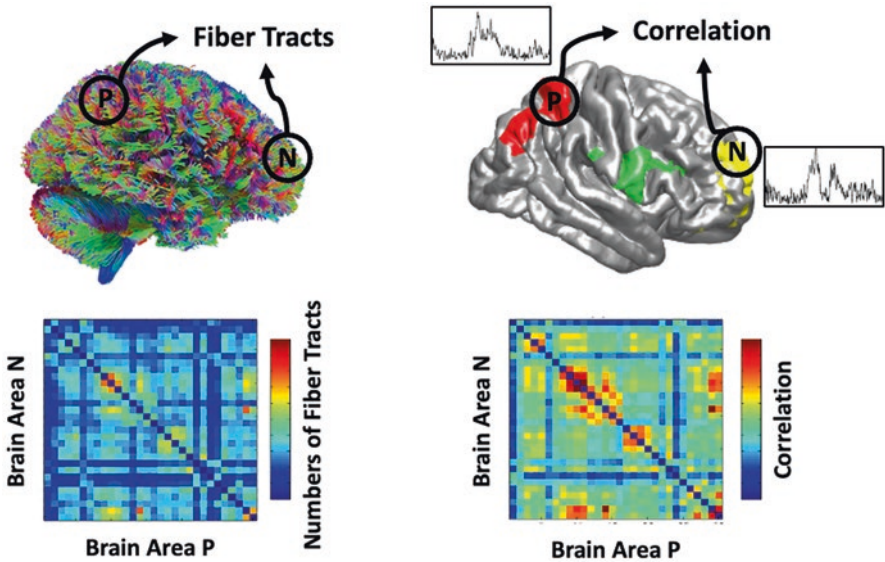 Fiber Tracts
Correlation
P
N
P
N
Brain Area N
Numbers of Fiber Tracts
Brain Area N
Correlation
Brain Area P
Brain Area P